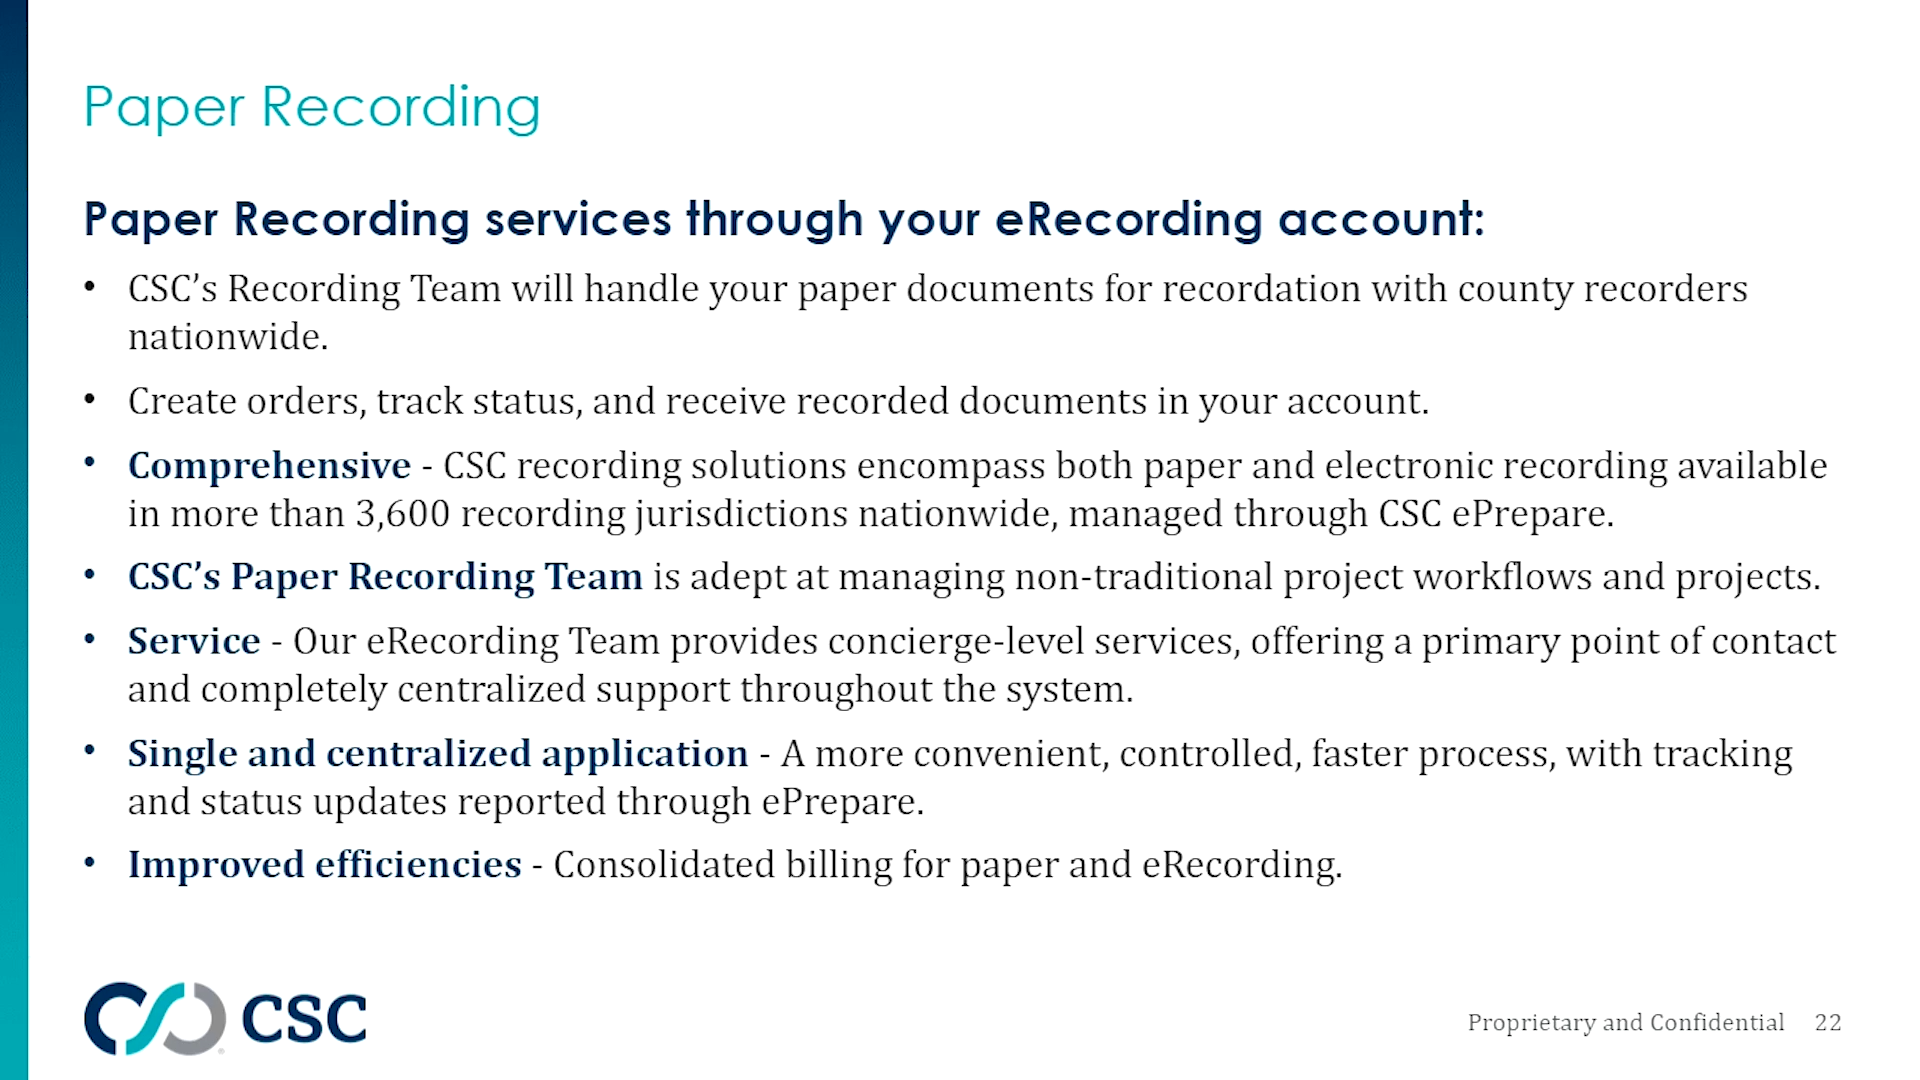 Paper Recording
Paper Recording services through your eRecording account:
• CSC’s Recording Team will handle your paper documents for recordation with county recorders
nationwide.
• Create orders, track status, and receive recorded documents in your account.
• Comprehensive - CSC recording solutions encompass both paper and electronic recording available
in more than 3,600 recording jurisdictions nationwide, managed through CSC ePrepare.
• CSC’s Paper Recording Team is adept at managing non-traditional project workflows and projects.
• Service - Our eRecording Team provides concierge-level services, offering a primary point of contact
and completely centralized support throughout the system.
• Single and centralized application - A more convenient, controlled, faster process, with tracking
and status updates reported through ePrepare.
• Improved efficiencies - Consolidated billing for paper and eRecording.
CSC
Proprietary and Confidential 22